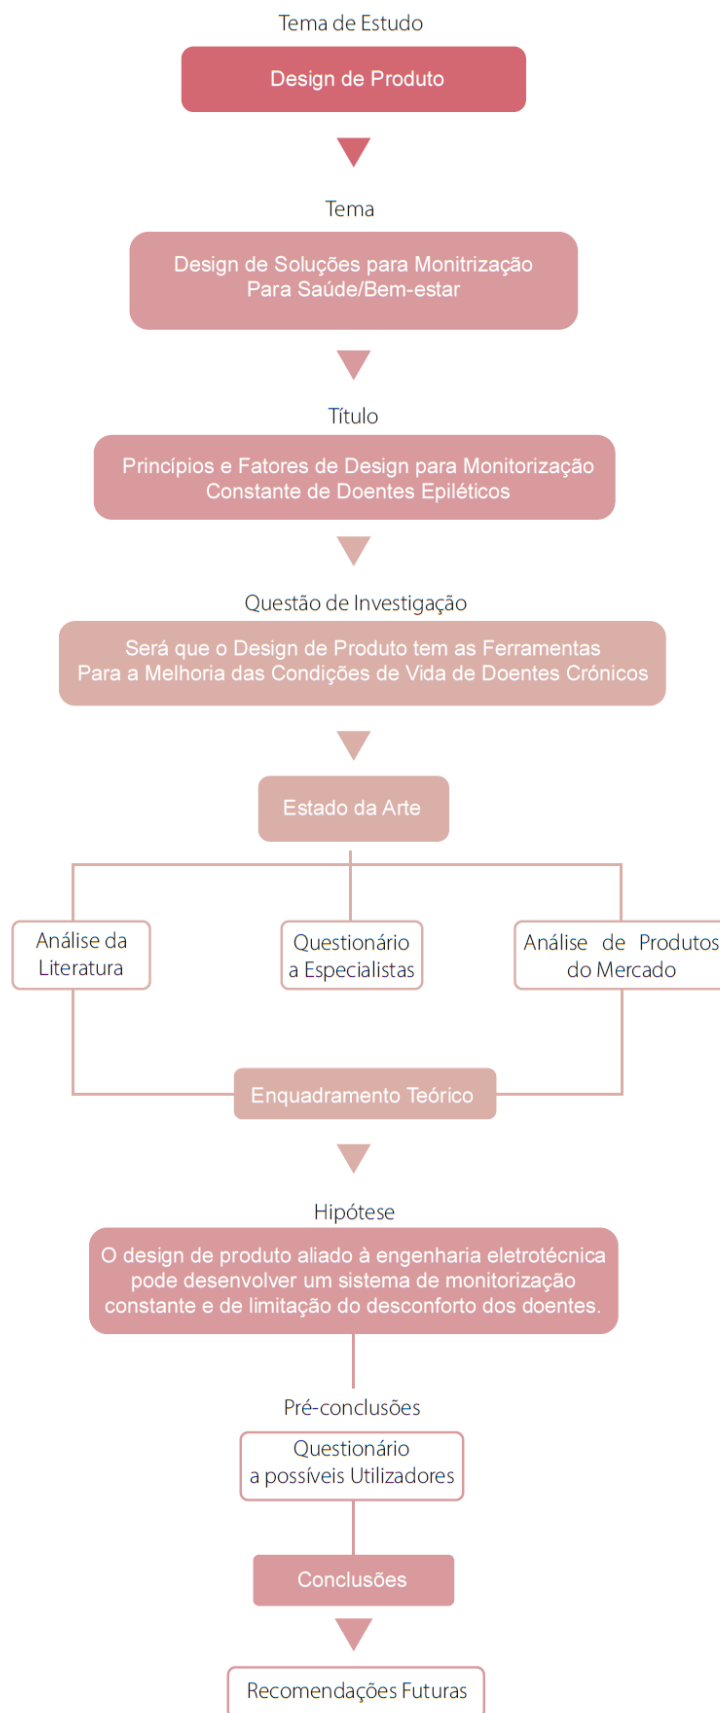 Tema de Estudo
Design de Produto
Tema
Design de Soluções para Monitrização
Para Saúde/Bem-estar
Título
Princípios e Fatores de Design para Monitorização
Constante de Doentes Epiléticos
Questão de Investigação
Será que o Design de Produto tem as Ferramentas
Para a Melhoria das Condições de Vida de Doentes Crónicos
Estado da Arte
Análise da
Literatura
Questionário
a Especialistas
Análise de Produtos
do Mercado
Enquadramento Teórico
Hipótese
O design de produto aliado à engenharia eletrotécnica
pode desenvolver um sistema de monitorização
constante e de limitação do desconforto dos doentes.
Pré-conclusões
Questionário
a possíveis Utilizadores
Conclusões
Recomendações Futuras